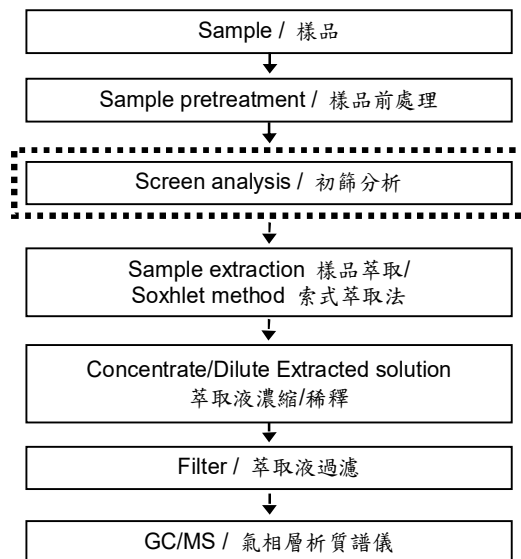 Sample / 樣品
Sample pretreatment / 樣品前處理
Screen analysis / 初篩分析
Sample extraction 樣品萃取/
Soxhlet method 索式萃取法
Concentrate/Dilute Extracted solution
萃取液濃縮/稀釋
Filter / 萃取液過濾
GC/MS / 氣相層析質譜儀